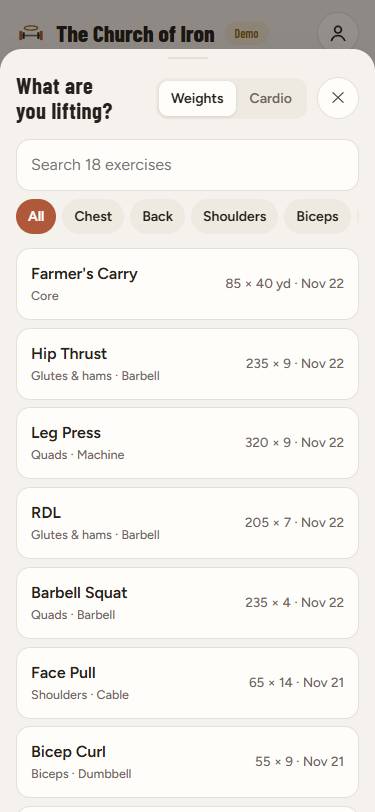 The Church of Iron
Demo
What are
you lifting?
Weights
Cardio
Search 18 exercises
All
Chest
Back
Shoulders
Biceps
Farmer's Carry
Core
85 × 40 yd · Nov 22
Hip Thrust
Glutes & hams · Barbell
235 × 9 · Nov 22
Leg Press
Quads · Machine
320 × 9 · Nov 22
RDL
Glutes & hams · Barbell
205 × 7 · Nov 22
Barbell Squat
Quads · Barbell
235 × 4 · Nov 22
Face Pull
Shoulders · Cable
65 × 14 · Nov 21
Bicep Curl
Biceps · Dumbbell
55 × 9 · Nov 21